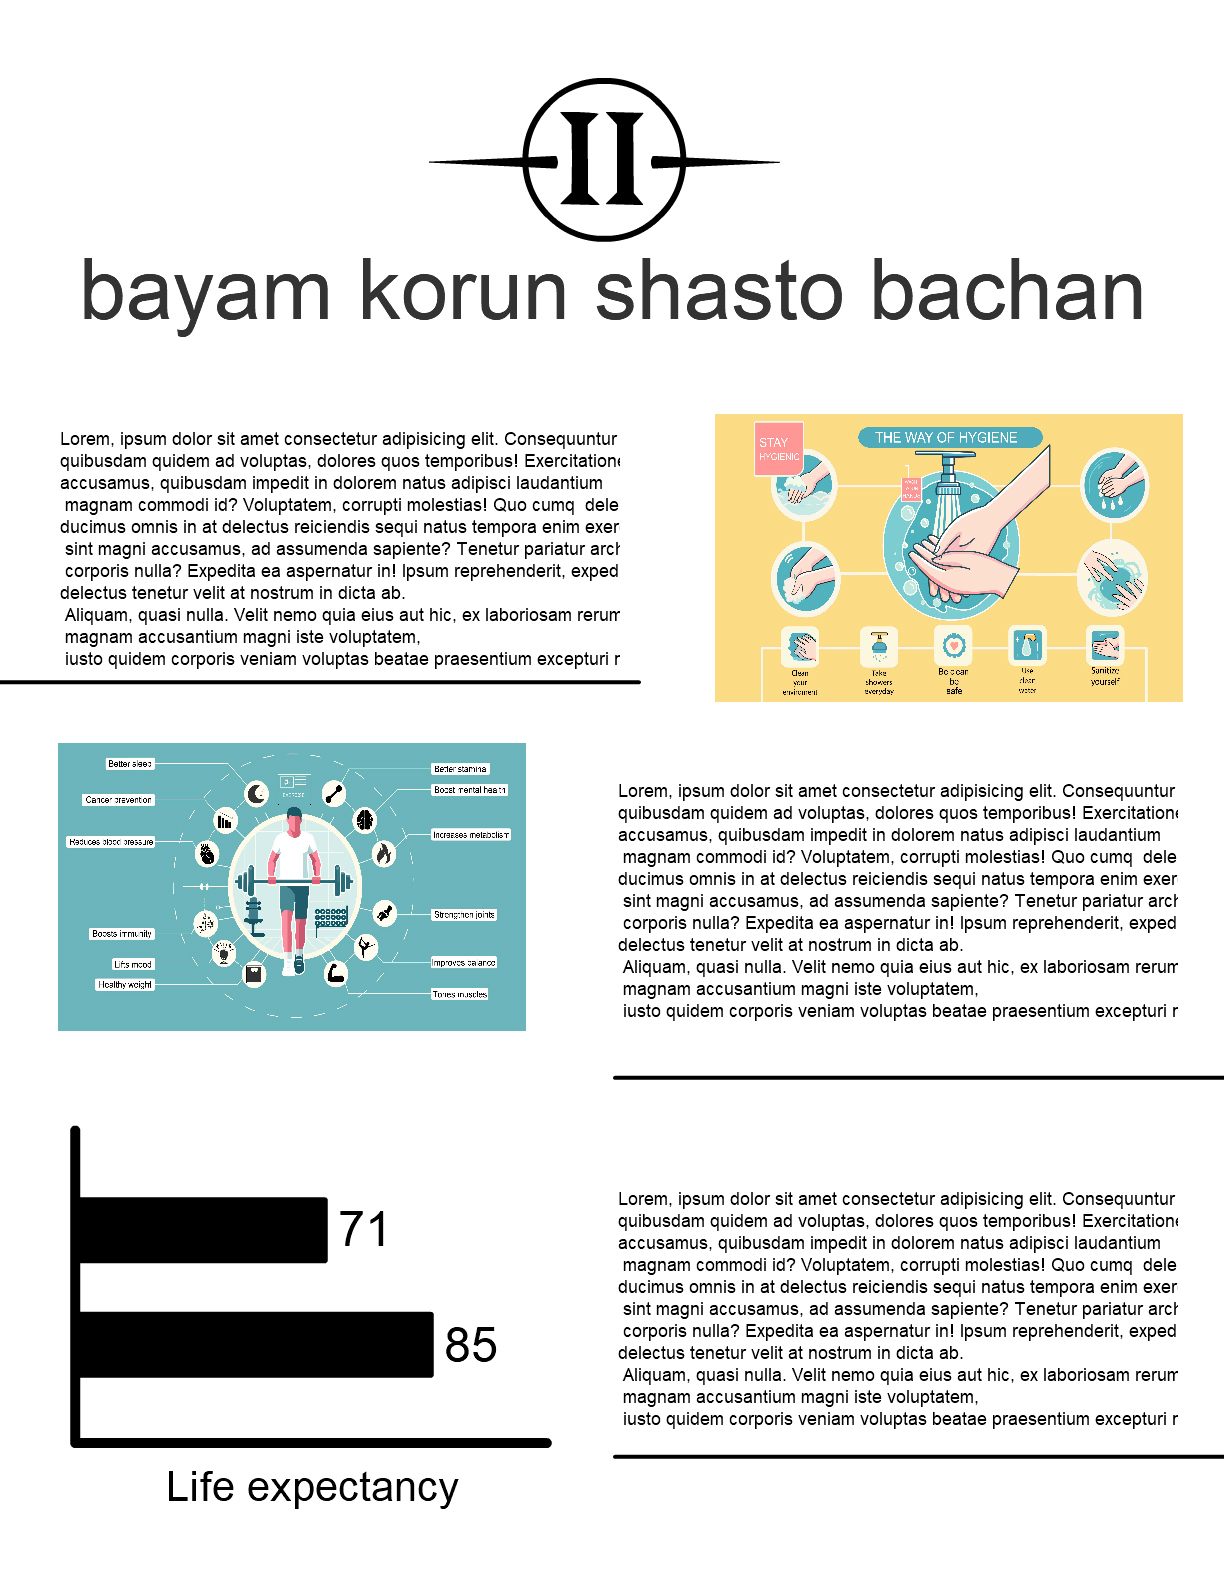 II
bayam korun shasto bachan
Lorem, ipsum dolor sit amet consectetur adipisicing elit. Consequuntur
quibusdam quidem ad voluptas, dolores quos temporibus! Exercitatione
accusamus, quibusdam impedit in dolorem natus adipisci laudantium
magnam commodi id? Voluptatem, corrupti molestias! Quo cumq dele
ducimus omnis in at delectus reiciendis sequi natus tempora enim exer
sint magni accusamus, ad assumenda sapiente? Tenetur pariatur arch
corporis nulla? Expedita ea aspernatur in! Ipsum reprehenderit, exped
delectus tenetur velit at nostrum in dicta ab.
Aliquam, quasi nulla. Velit nemo quia eius aut hic, ex laboriosam rerum
magnam accusantium magni iste voluptatem,
iusto quidem corporis veniam voluptas beatae praesentium excepturi r
STAY
HYGIENIC
THE WAY OF HYGIENE
WASH
YOUR
HANDS
Clean
your
enviroment
Take
showers
everyday
Be clean
be
safe
Use
clean
water
Sanitize
yourself
Better sleep
Cancer prevention
Reduces blood pressure
Boosts immunity
Lifts mood
Healthy weight
EXERCISE
Better stamina
Boost mental health
Increases metabolism
Strengthen joints
Improves balance
Tones muscles
Lorem, ipsum dolor sit amet consectetur adipisicing elit. Consequuntur
quibusdam quidem ad voluptas, dolores quos temporibus! Exercitatione
accusamus, quibusdam impedit in dolorem natus adipisci laudantium
magnam commodi id? Voluptatem, corrupti molestias! Quo cumq dele
ducimus omnis in at delectus reiciendis sequi natus tempora enim exer
sint magni accusamus, ad assumenda sapiente? Tenetur pariatur arch
corporis nulla? Expedita ea aspernatur in! Ipsum reprehenderit, exped
delectus tenetur velit at nostrum in dicta ab.
Aliquam, quasi nulla. Velit nemo quia eius aut hic, ex laboriosam rerum
magnam accusantium magni iste voluptatem,
iusto quidem corporis veniam voluptas beatae praesentium excepturi r
71
85
Life expectancy
Lorem, ipsum dolor sit amet consectetur adipisicing elit. Consequuntur
quibusdam quidem ad voluptas, dolores quos temporibus! Exercitatione
accusamus, quibusdam impedit in dolorem natus adipisci laudantium
magnam commodi id? Voluptatem, corrupti molestias! Quo cumq dele
ducimus omnis in at delectus reiciendis sequi natus tempora enim exer
sint magni accusamus, ad assumenda sapiente? Tenetur pariatur arch
corporis nulla? Expedita ea aspernatur in! Ipsum reprehenderit, exped
delectus tenetur velit at nostrum in dicta ab.
Aliquam, quasi nulla. Velit nemo quia eius aut hic, ex laboriosam rerum
magnam accusantium magni iste voluptatem,
iusto quidem corporis veniam voluptas beatae praesentium excepturi r